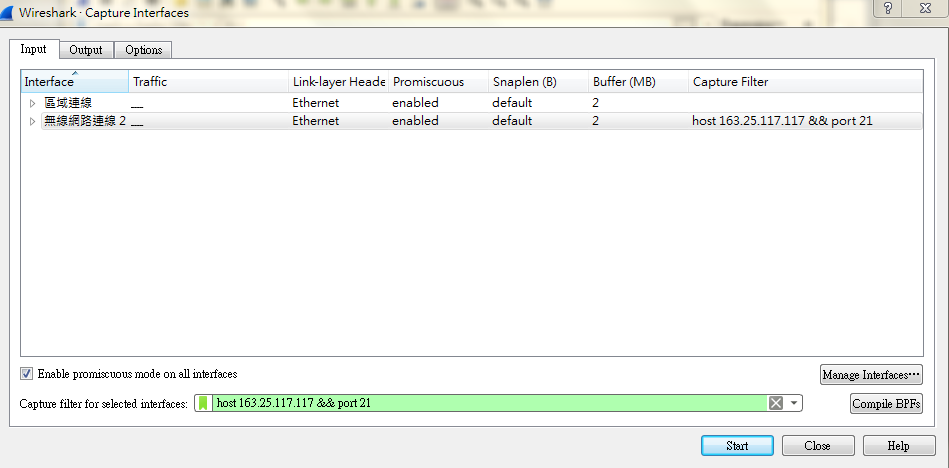 Wireshark · Capture Interfaces
Input Output Options
Interface Traffic Link-layer Heade Promiscuous Snaplen (B) Buffer (MB) Capture Filter
區域連線 Ethernet enabled default 2
無線網路連線 2 Ethernet enabled default 2 host 163.25.117.117 && port 21
Enable promiscuous mode on all interfaces
Manage Interfaces⋯
Capture filter for selected interfaces: host 163.25.117.117 && port 21
Compile BPFs
Start Close Help